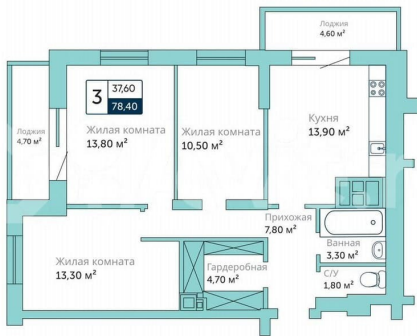 Лоджия
4,60 м²
3
37,60
78,40
Лоджия
4,70 м²
Жилая комната
13,80 м²
Жилая комната
10,50 м²
Кухня
13,90 м²
Прихожая
7,80 м²
Ванная
3,30 м²
Жилая комната
13,30 м²
Гардеробная
4,70 м²
С/У
1,80 м²